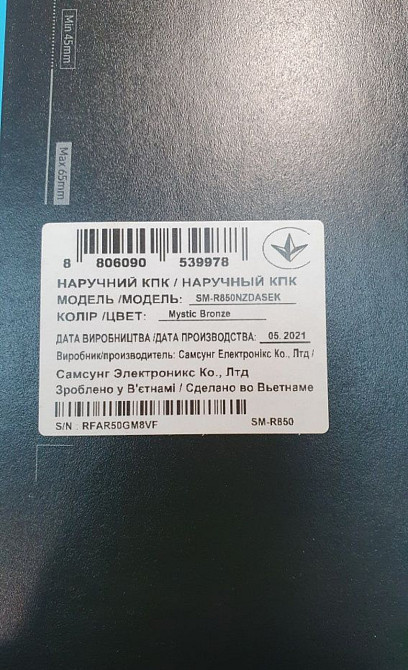 Min 45mm
Max 65mm
8 806090 539978
НАРУЧНИЙ КПК / НАРУЧНЫЙ КПК
МОДЕЛЬ /МОДЕЛЬ: SM-R850NZDASEK
КОЛІР /ЦВЕТ: Mystic Bronze
ДАТА ВИРОБНИЦТВА /ДАТА ПРОИЗВОДСТВА: 05. 2021
Виробник/производитель: Самсунг Електронікс Ко., Лтд /
Самсунг Электроникс Ко., Лтд
Зроблено у В'єтнамі / Сделано во Вьетнаме
S/N : RFAR50GM8VF SM-R850